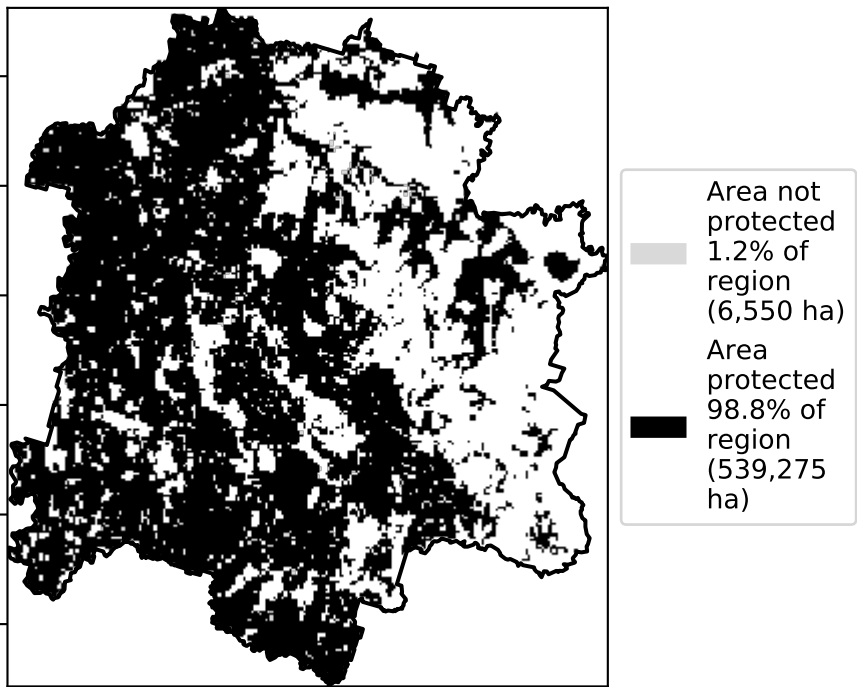 Area not
protected
1.2% of
region
(6,550 ha)
Area
protected
98.8% of
region
(539,275
ha)